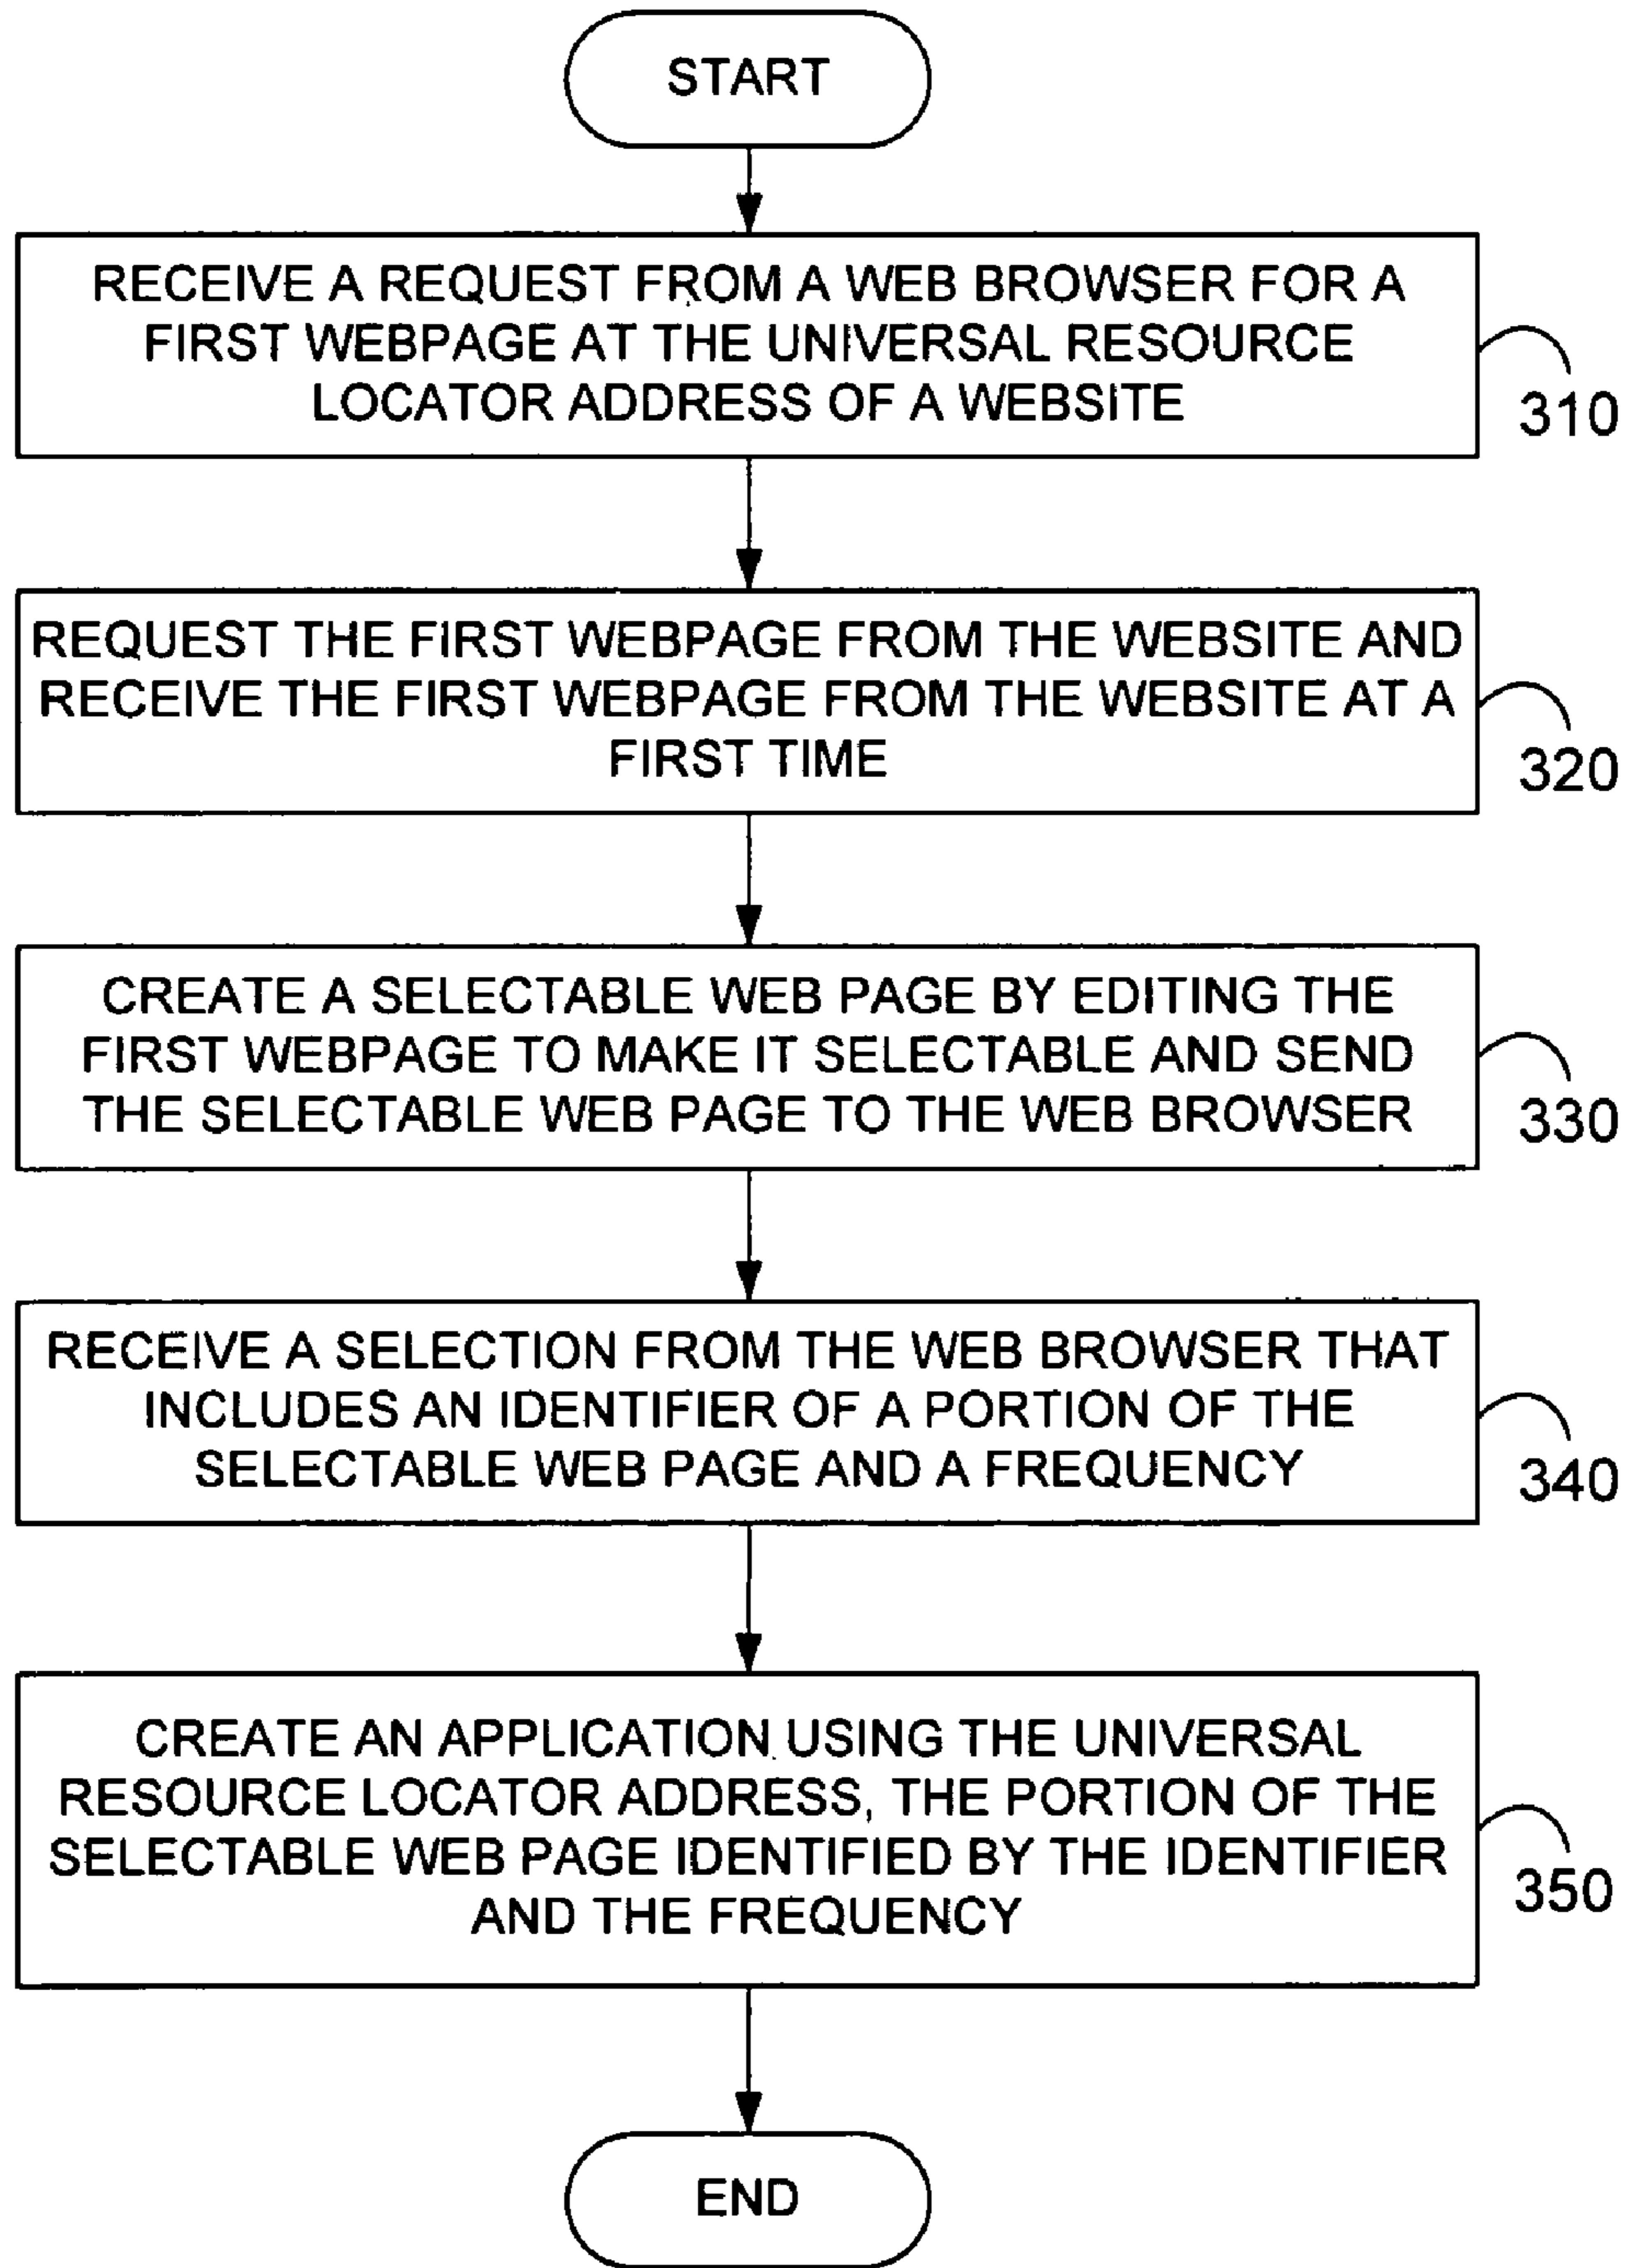 START
RECEIVE A REQUEST FROM A WEB BROWSER FOR A
FIRST WEBPAGE AT THE UNIVERSAL RESOURCE
LOCATOR ADDRESS OF A WEBSITE
310
REQUEST THE FIRST WEBPAGE FROM THE WEBSITE AND
RECEIVE THE FIRST WEBPAGE FROM THE WEBSITE AT A
FIRST TIME
320
CREATE A SELECTABLE WEB PAGE BY EDITING THE
FIRST WEBPAGE TO MAKE IT SELECTABLE AND SEND
THE SELECTABLE WEB PAGE TO THE WEB BROWSER
330
RECEIVE A SELECTION FROM THE WEB BROWSER THAT
INCLUDES AN IDENTIFIER OF A PORTION OF THE
SELECTABLE WEB PAGE AND A FREQUENCY
340
CREATE AN APPLICATION USING THE UNIVERSAL
RESOURCE LOCATOR ADDRESS, THE PORTION OF THE
SELECTABLE WEB PAGE IDENTIFIED BY THE IDENTIFIER
AND THE FREQUENCY
350
END